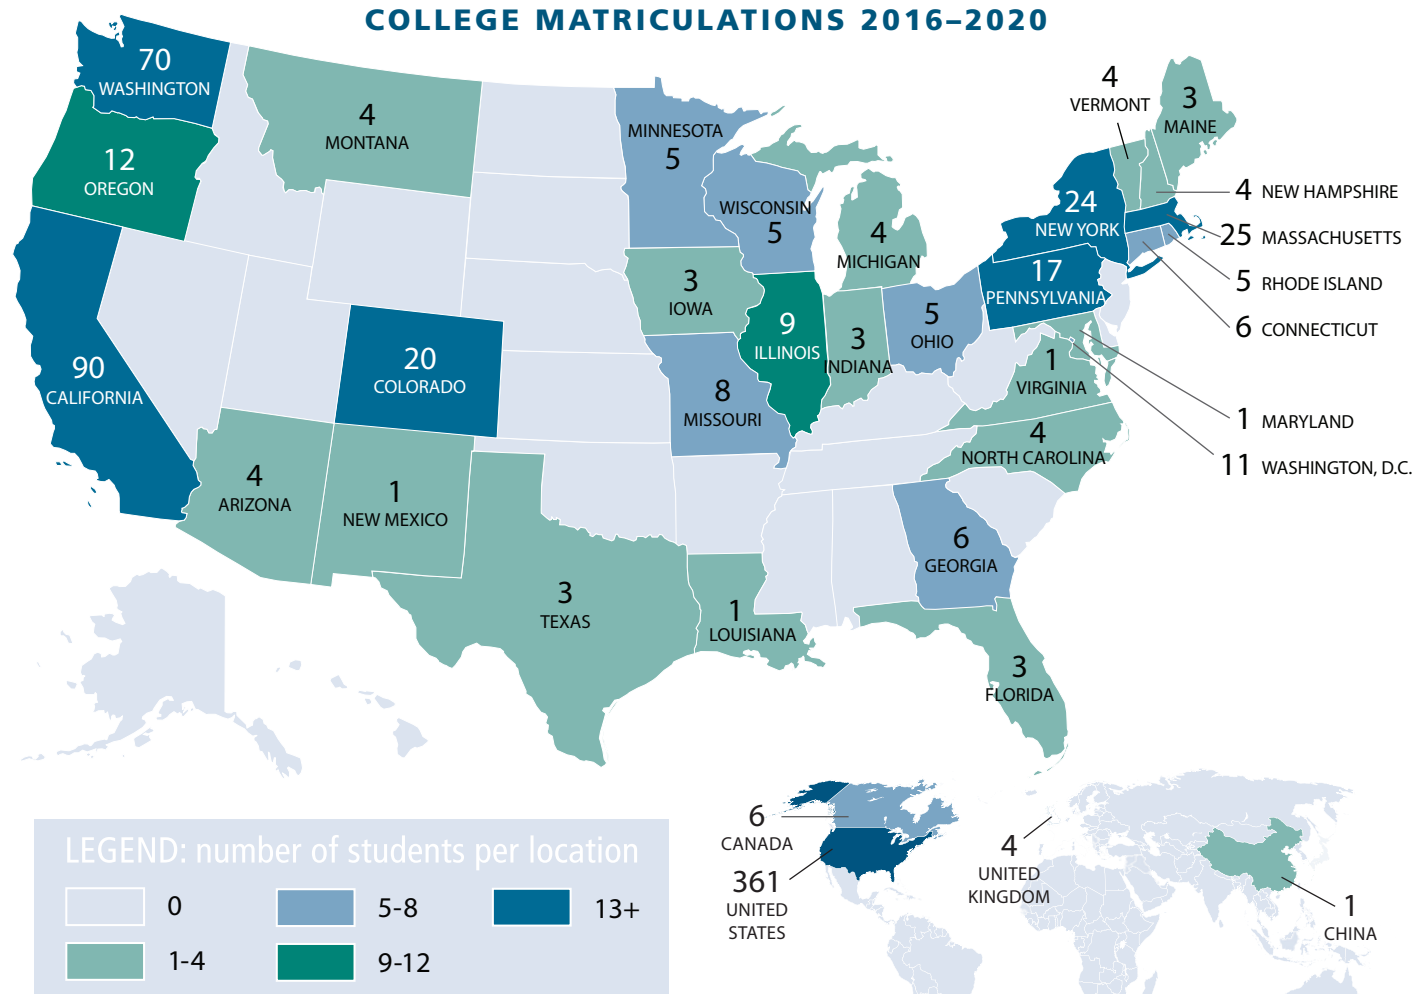 COLLEGE MATRICULATIONS 2016–2020
70
WASHINGTON
12
OREGON
90
CALIFORNIA
4
MONTANA
20
COLORADO
4
ARIZONA
1
NEW MEXICO
3
TEXAS
MINNESOTA
5
WISCONSIN
5
3
IOWA
8
MISSOURI
9
ILLINOIS
4
MICHIGAN
3
INDIANA
5
OHIO
1
LOUISIANA
6
GEORGIA
3
FLORIDA
4
NORTH CAROLINA
1
VIRGINIA
17
PENNSYLVANIA
24
NEW YORK
4
VERMONT
3
MAINE
4 NEW HAMPSHIRE
25 MASSACHUSETTS
5 RHODE ISLAND
6 CONNECTICUT
1 MARYLAND
11 WASHINGTON, D.C.
LEGEND: number of students per location
0
5-8
13+
1-4
9-12
6
CANADA
361
UNITED
STATES
4
UNITED
KINGDOM
1
CHINA